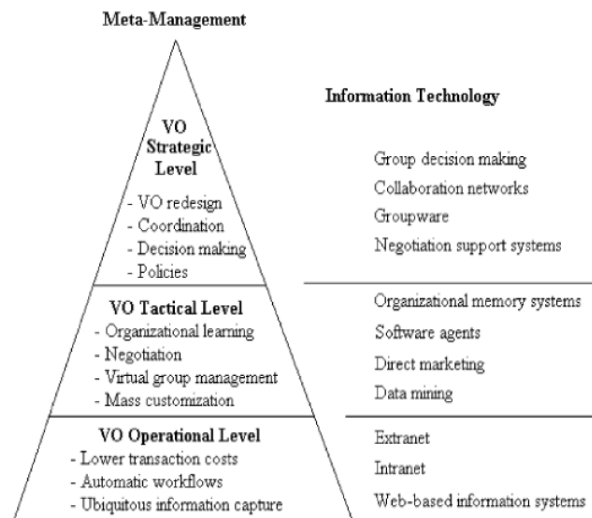 Meta-Management
VO
Strategic
Level
- VO redesign
- Coordination
- Decision making
- Policies
VO Tactical Level
- Organizational learning
- Negotiation
- Virtual group management
- Mass customization
VO Operational Level
- Lower transaction costs
- Automatic workflows
- Ubiquitous information capture
Information Technology
Group decision making
Collaboration networks
Groupware
Negotiation support systems
Organizational memory systems
Software agents
Direct marketing
Data mining
Extranet
Intranet
Web-based information systems